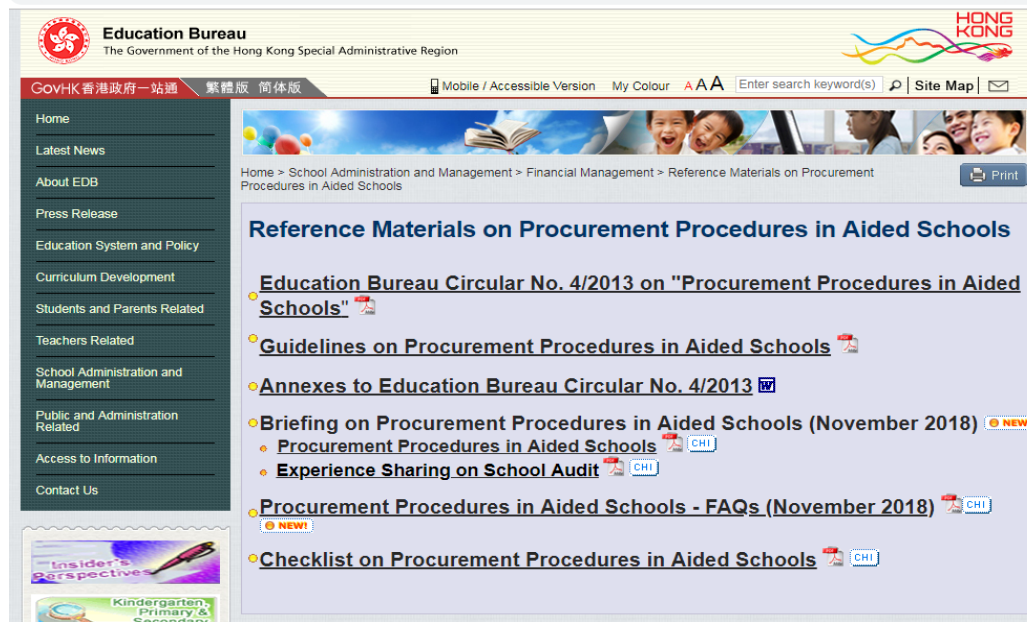 Education Bureau
The Government of the Hong Kong Special Administrative Region
HONG
KONG
GovHK香港政府一站通 繁體版 简体版
Mobile / Accessible Version My Colour A A A Enter search keyword(s) Site Map
Home
Latest News
About EDB
Press Release
Education System and Policy
Curriculum Development
Students and Parents Related
Teachers Related
School Administration and
Management
Public and Administration
Related
Access to Information
Contact Us
Insider's
Perspectives
Kindergarten,
Primary &
Secondary
Home > School Administration and Management > Financial Management > Reference Materials on Procurement
Procedures in Aided Schools
Print
Reference Materials on Procurement Procedures in Aided Schools
Education Bureau Circular No. 4/2013 on "Procurement Procedures in Aided
Schools"
Guidelines on Procurement Procedures in Aided Schools
Annexes to Education Bureau Circular No. 4/2013 W
Briefing on Procurement Procedures in Aided Schools (November 2018) NEW
Procurement Procedures in Aided Schools CHI
Experience Sharing on School Audit CHI
Procurement Procedures in Aided Schools - FAQs (November 2018) CHI
NEW!
Checklist on Procurement Procedures in Aided Schools CHI